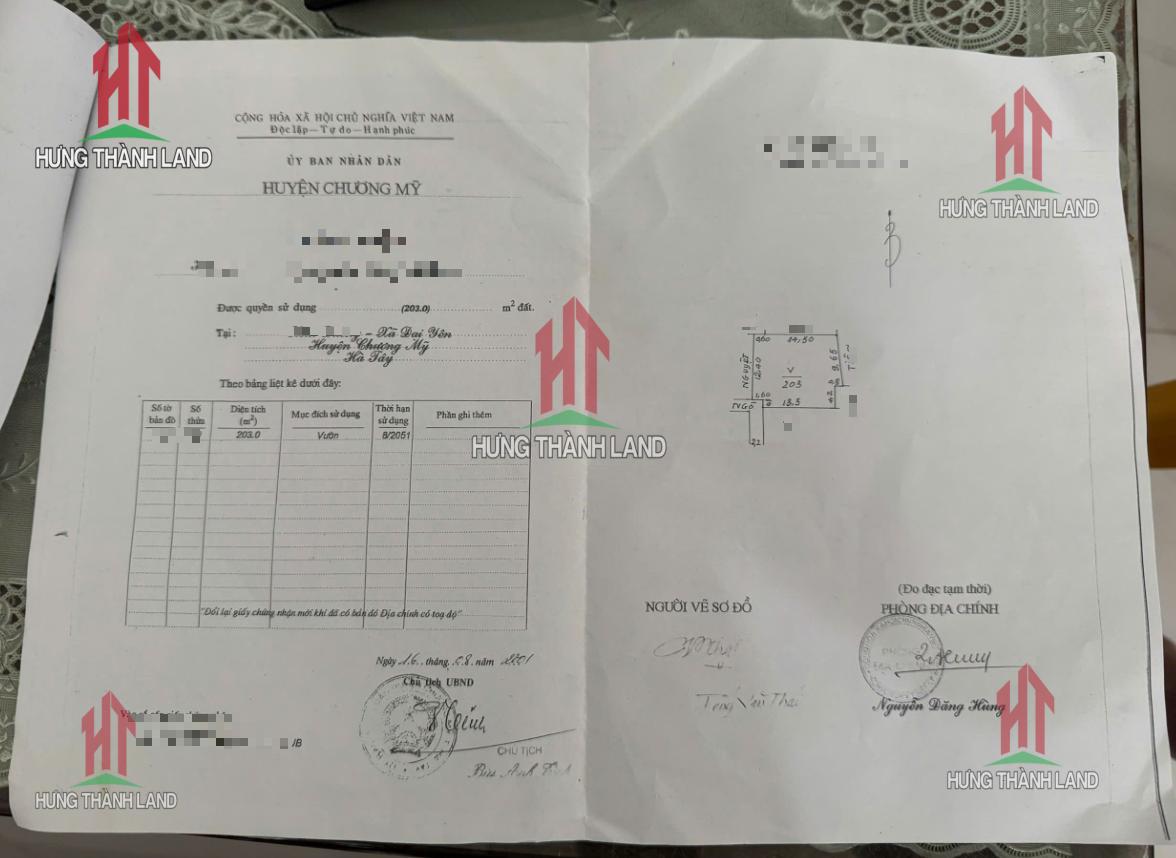 HƯNG THÀNH LAND
CỘNG HÒA XÃ HỘI CHỦ NGHĨA VIỆT NAM
Độc lập — Tự do — Hạnh phúc
ỦY BAN NHÂN DÂN
HUYỆN CHƯƠNG MỸ
Được quyền sử dụng (203.0) m2 đất.
Tại: – Xã Đại Yên
Huyện Chương Mỹ
Hà Tây
Theo bảng liệt kê dưới đây:
Số tờ bản đồ Số thửa Diện tích (m2) Mục đích sử dụng Thời hạn sử dụng Phần ghi thêm
203.0 Vườn 8/2051
"Đổi lại giấy chứng nhận mới khi đã có bản đồ Địa chính có toạ độ"
Ngày 16 tháng 08 năm 2001
Chủ tịch UBND
CHỦ TỊCH
Bùi Anh
/B
HƯNG THÀNH LAND
HƯNG THÀNH LAND
HƯNG THÀNH LAND
B
14,50
NGUYỆT
12,40
V
203
9,65
NGÕ
13.5
2,2
NGƯỜI VẼ SƠ ĐỒ
(Đo đạc tạm thời)
PHÒNG ĐỊA CHÍNH
Nguyễn Đăng Hùng
HƯNG THÀNH LAND